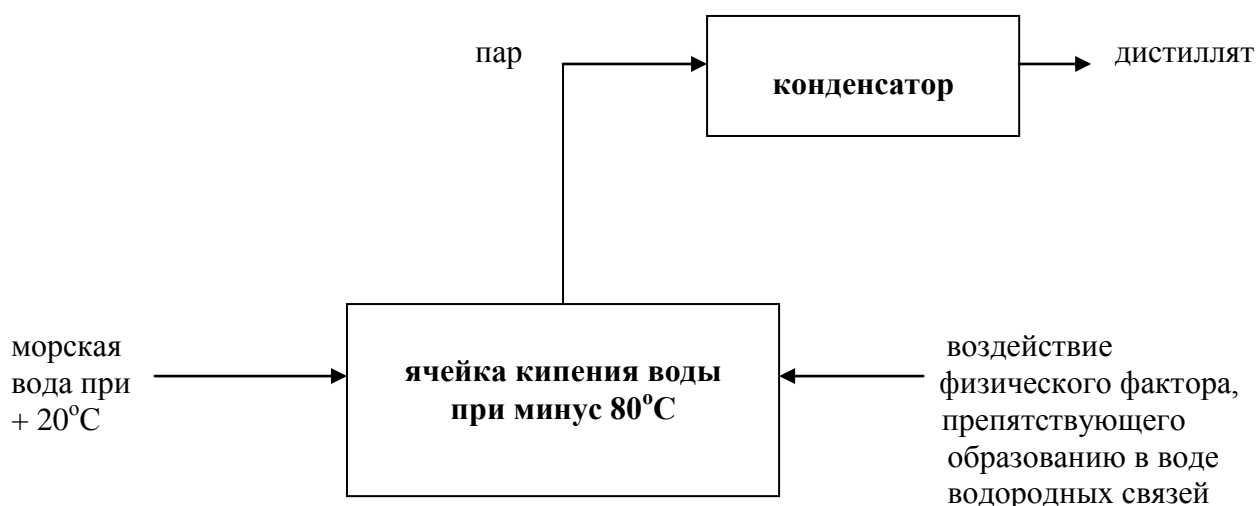 пар
конденсатор
дистиллят
морская
вода при
+ 20°С
ячейка кипения воды
при минус 80°С
воздействие
физического фактора,
препятствующего
образованию в воде
водородных связей